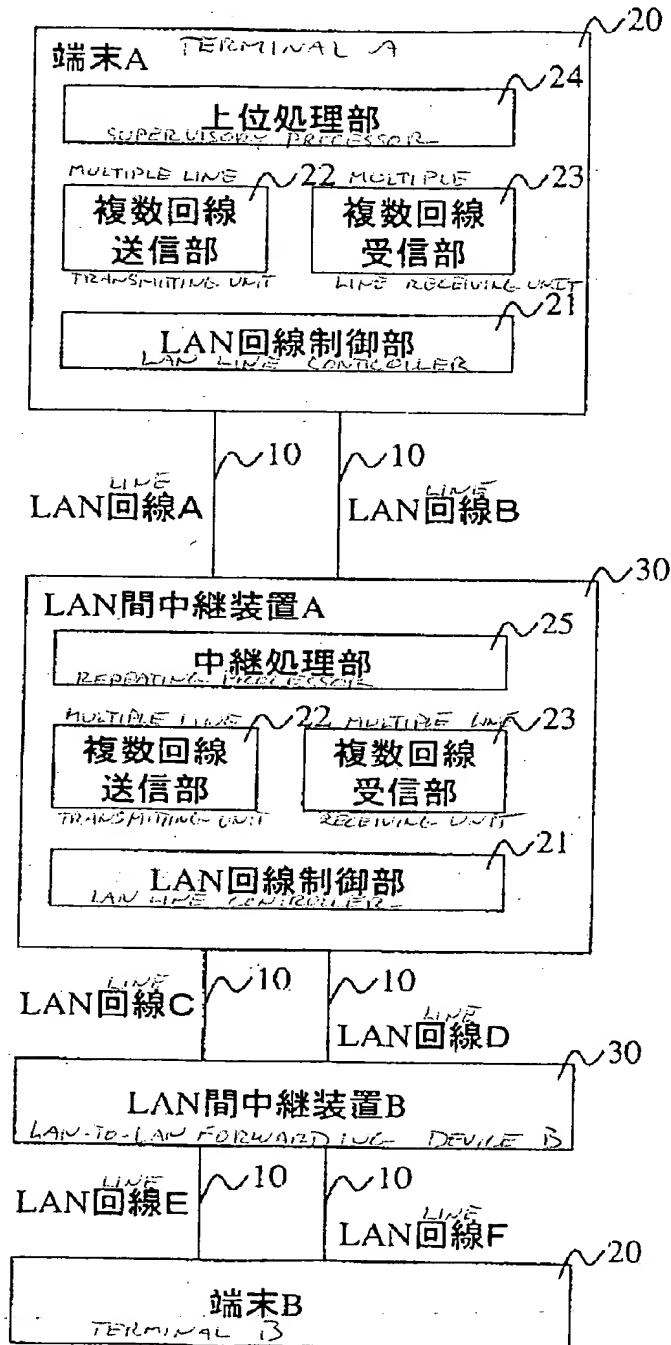 20
端末A TERMINAL A
24
上位処理部
SUPERVISORY PROCESSOR
MULTIPLE LINE 22 MULTIPLE 23
複数回線 複数回線
送信部 受信部
TRANSMITTING UNIT LINE RECEIVING UNIT
21
LAN回線制御部
LAN LINE CONTROLLER
10 10
LINE LINE
LAN回線A LAN回線B
30
LAN間中継装置A
25
中継処理部
REPEATING PROCESSOR
MULTIPLE LINE 22 MULTIPLE LINE 23
複数回線 複数回線
送信部 受信部
TRANSMITTING UNIT RECEIVING UNIT
21
LAN回線制御部
LAN LINE CONTROLLER
LINE 10 10
LAN回線C LINE
LAN回線D
30
LAN間中継装置B
LAN-TO-LAN FORWARDING DEVICE B
LINE 10 10
LAN回線E LINE
LAN回線F
20
端末B
TERMINAL B